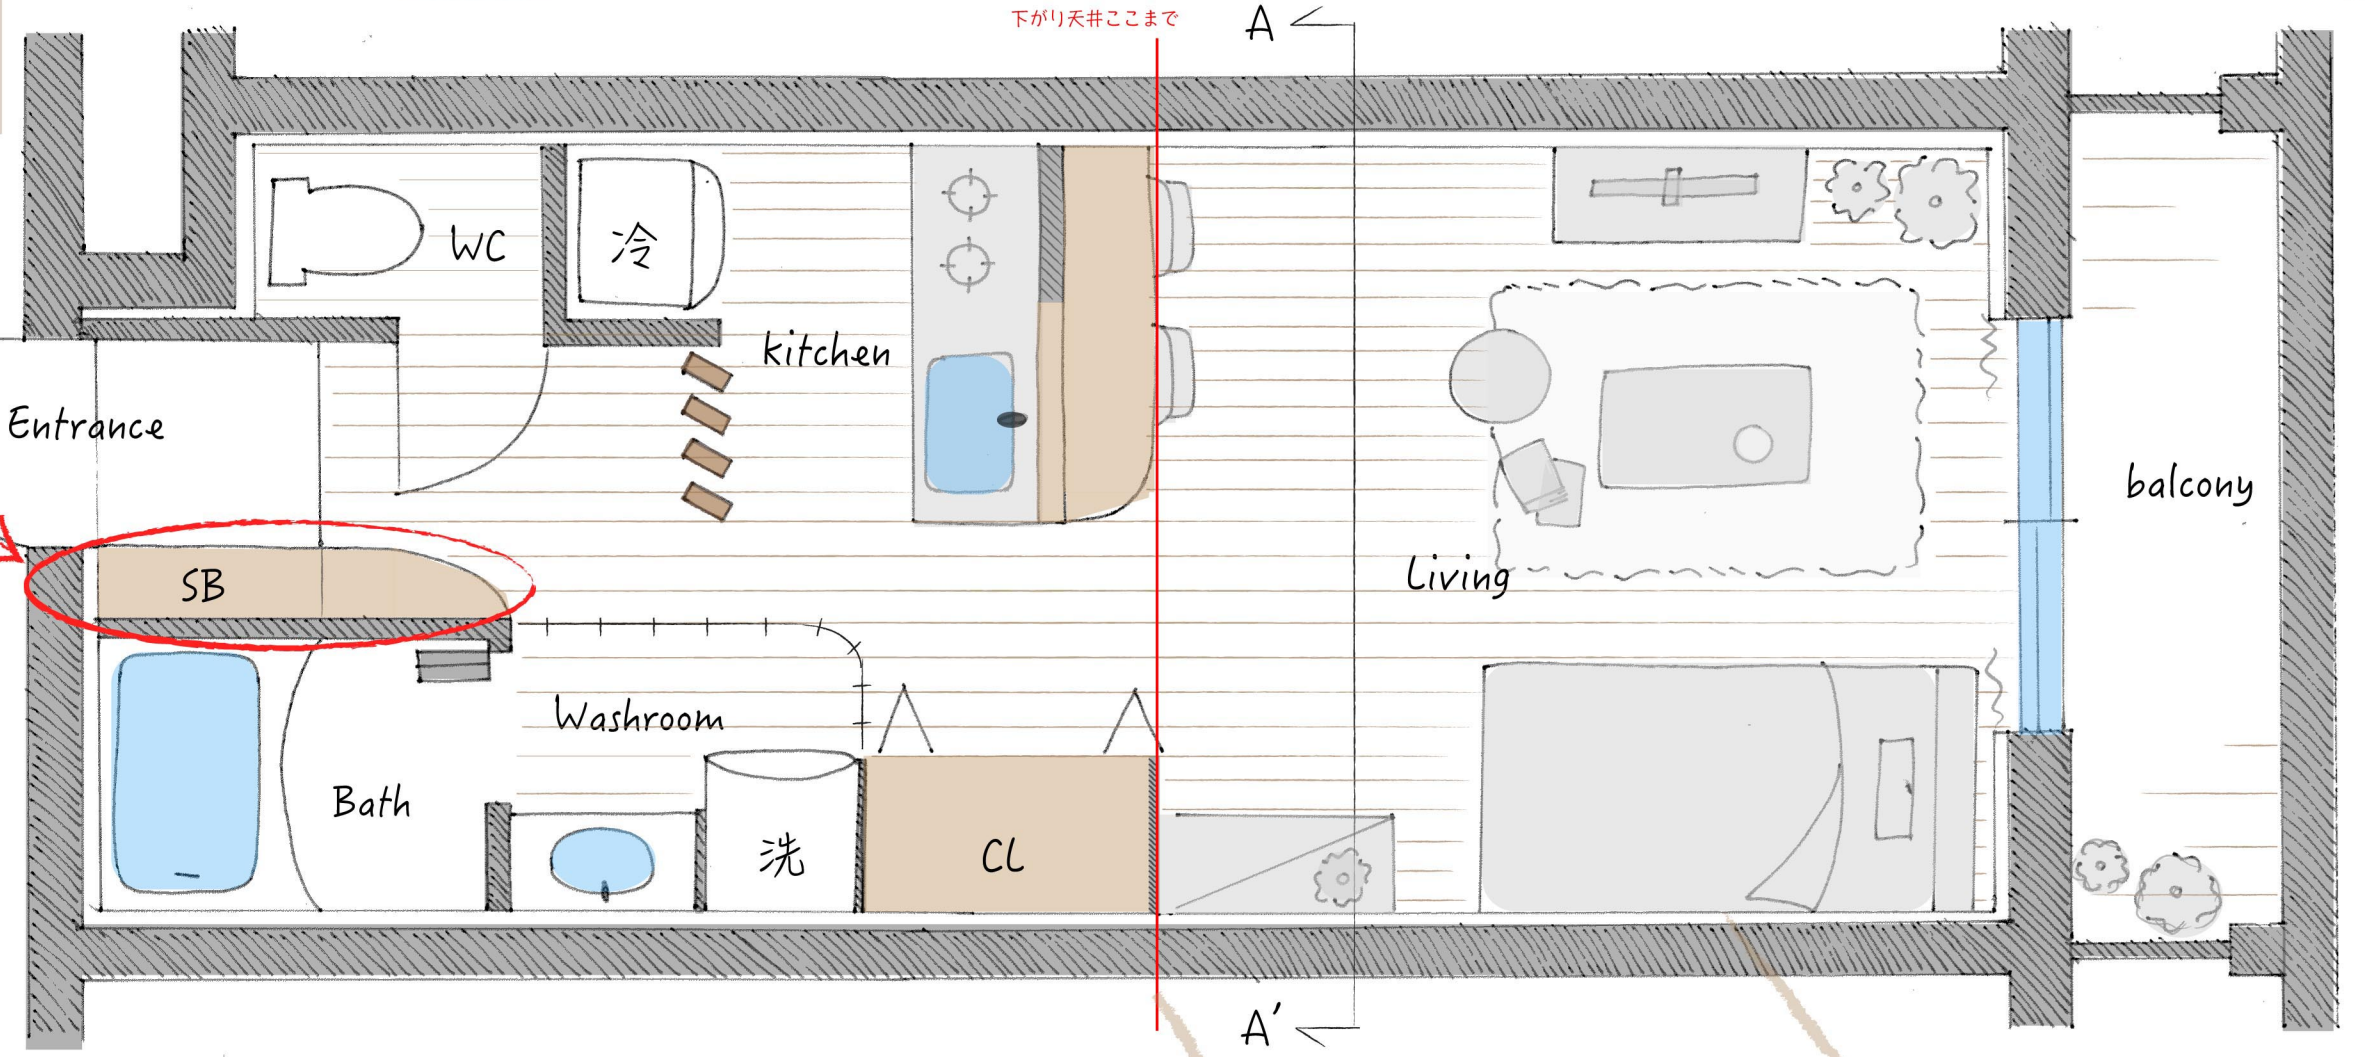 下がり天井ここまで
A
WC
冷
kitchen
Entrance
balcony
SB
Living
Washroom
Bath
洗
CL
A'